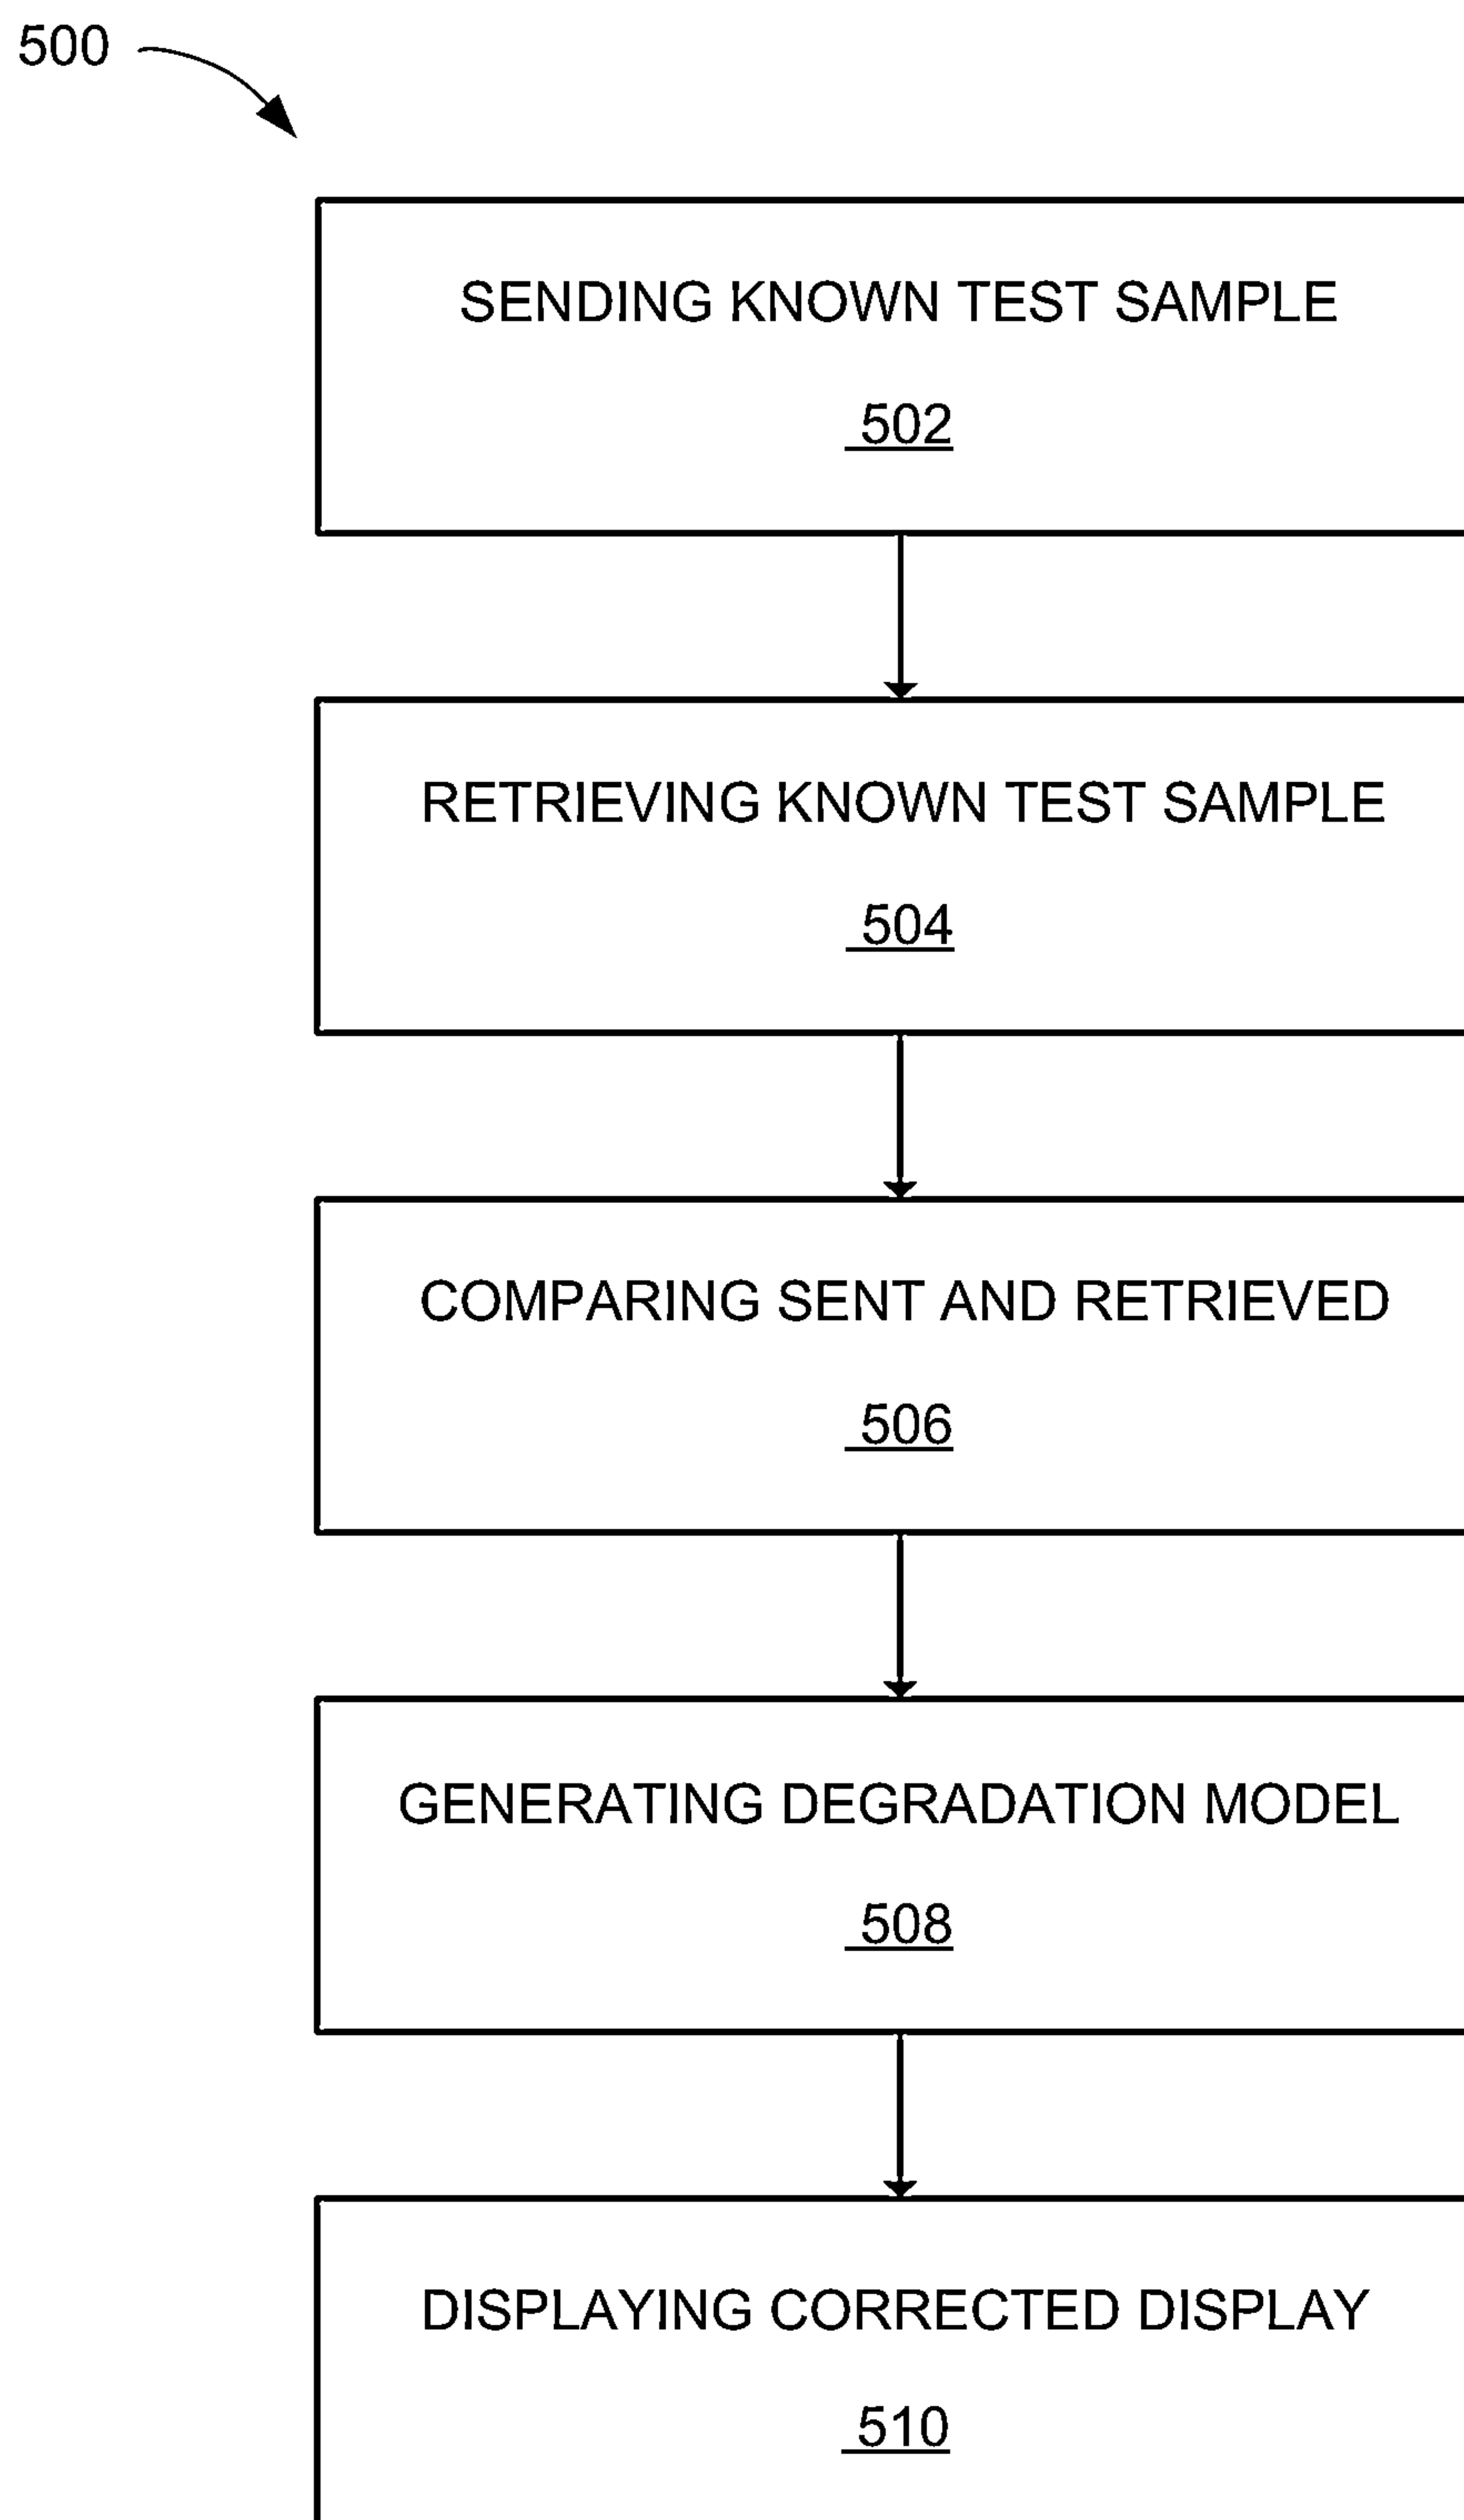 500
SENDING KNOWN TEST SAMPLE
502
RETRIEVING KNOWN TEST SAMPLE
504
COMPARING SENT AND RETRIEVED
506
GENERATING DEGRADATION MODEL
508
DISPLAYING CORRECTED DISPLAY
510